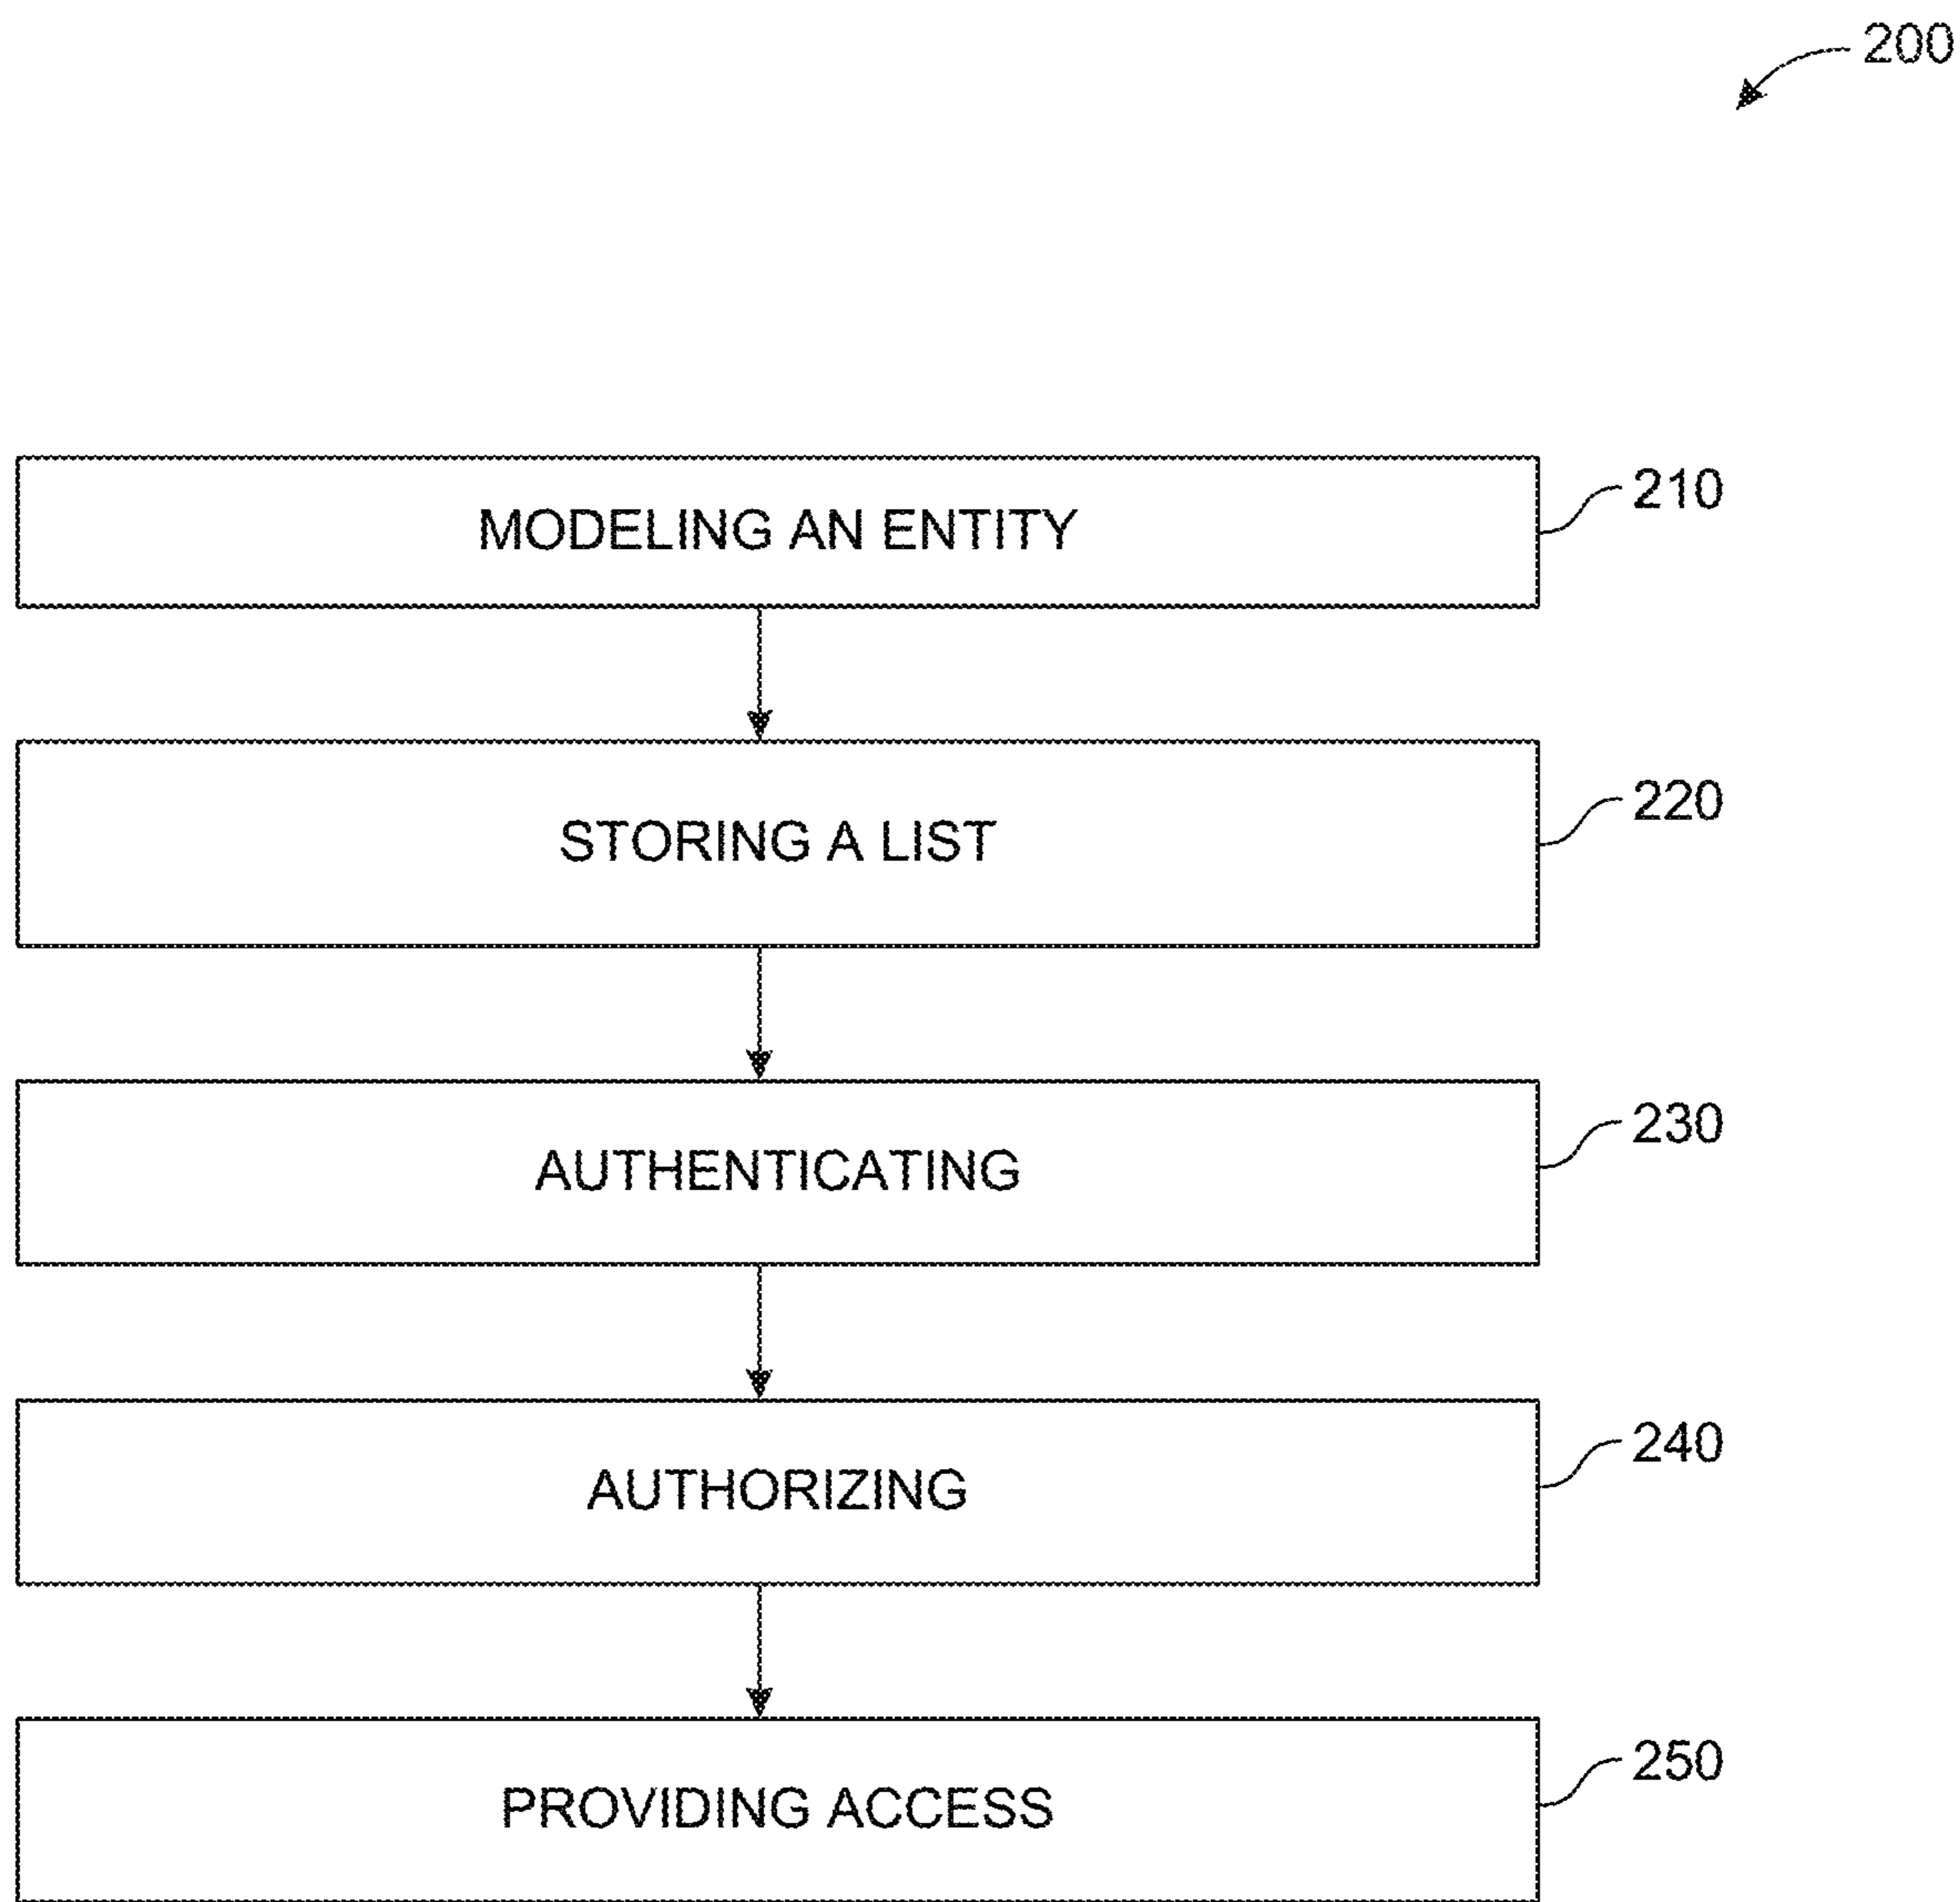 200
MODELING AN ENTITY
210
STORING A LIST
220
AUTHENTICATING
230
AUTHORIZING
240
PROVIDING ACCESS
250